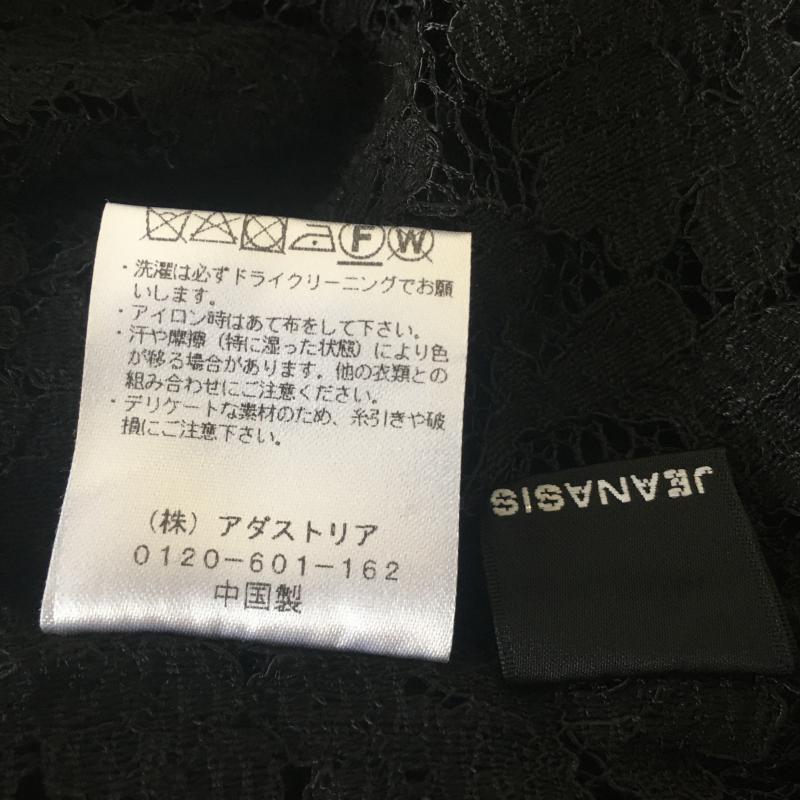 F W
・洗濯は必ずドライクリーニングでお願
いします。
・アイロン時はあて布をして下さい。
・汗や摩擦（特に湿った状態）により色
が移る場合があります。他の衣類との
組み合わせにご注意ください。
・デリケートな素材のため、糸引きや破
損にご注意下さい。
（株）アダストリア
0120-601-162
中国製
JEANASIS